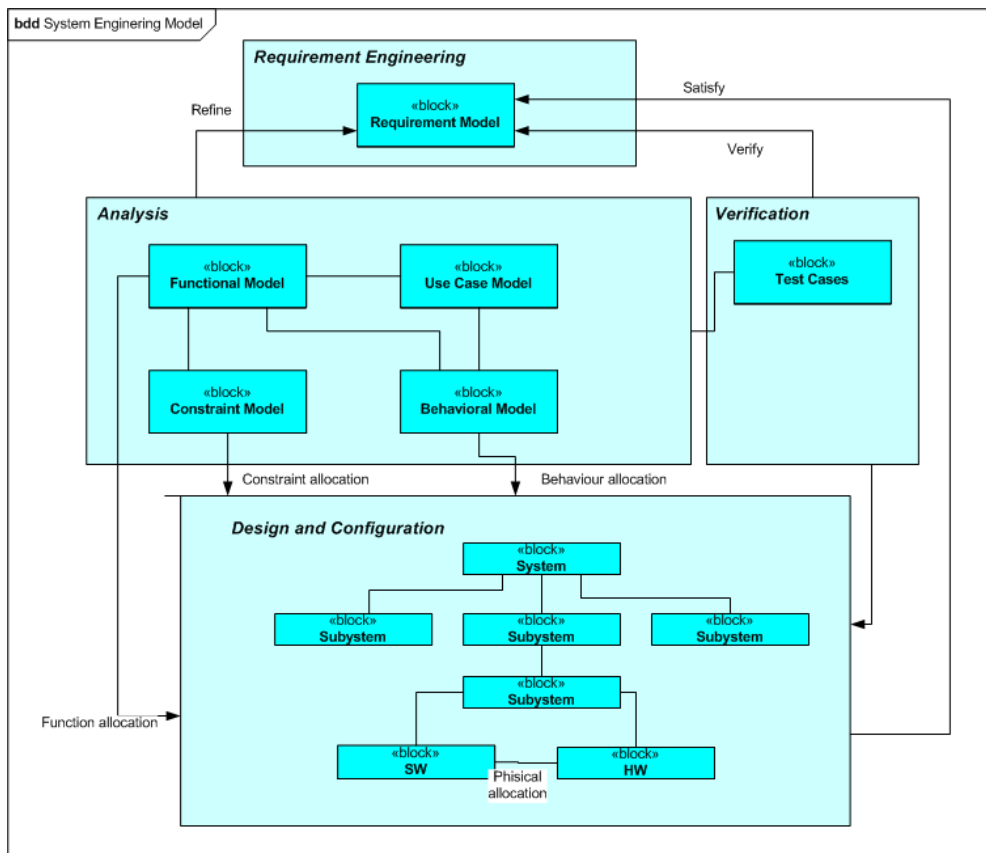 bdd System Enginering Model
Requirement Engineering
«block»
Requirement Model
Satisfy
Refine
Verify
Analysis
Verification
«block»
Functional Model
«block»
Use Case Model
«block»
Test Cases
«block»
Constraint Model
«block»
Behavioral Model
Constraint allocation
Behaviour allocation
Design and Configuration
«block»
System
«block»
Subystem
«block»
Subystem
«block»
Subystem
«block»
Subystem
Function allocation
«block»
SW
«block»
HW
Phisical
allocation